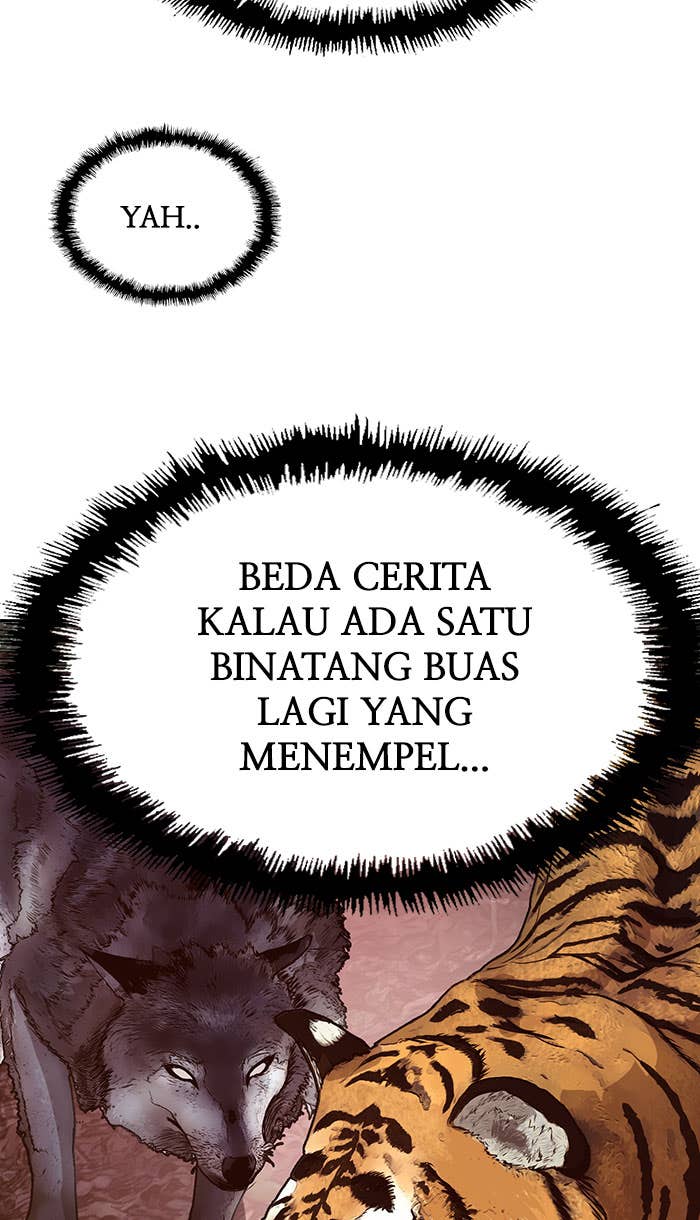 YAH..
BEDA CERITA
KALAU ADA SATU
BINATANG BUAS
LAGI YANG
MENEMPEL...